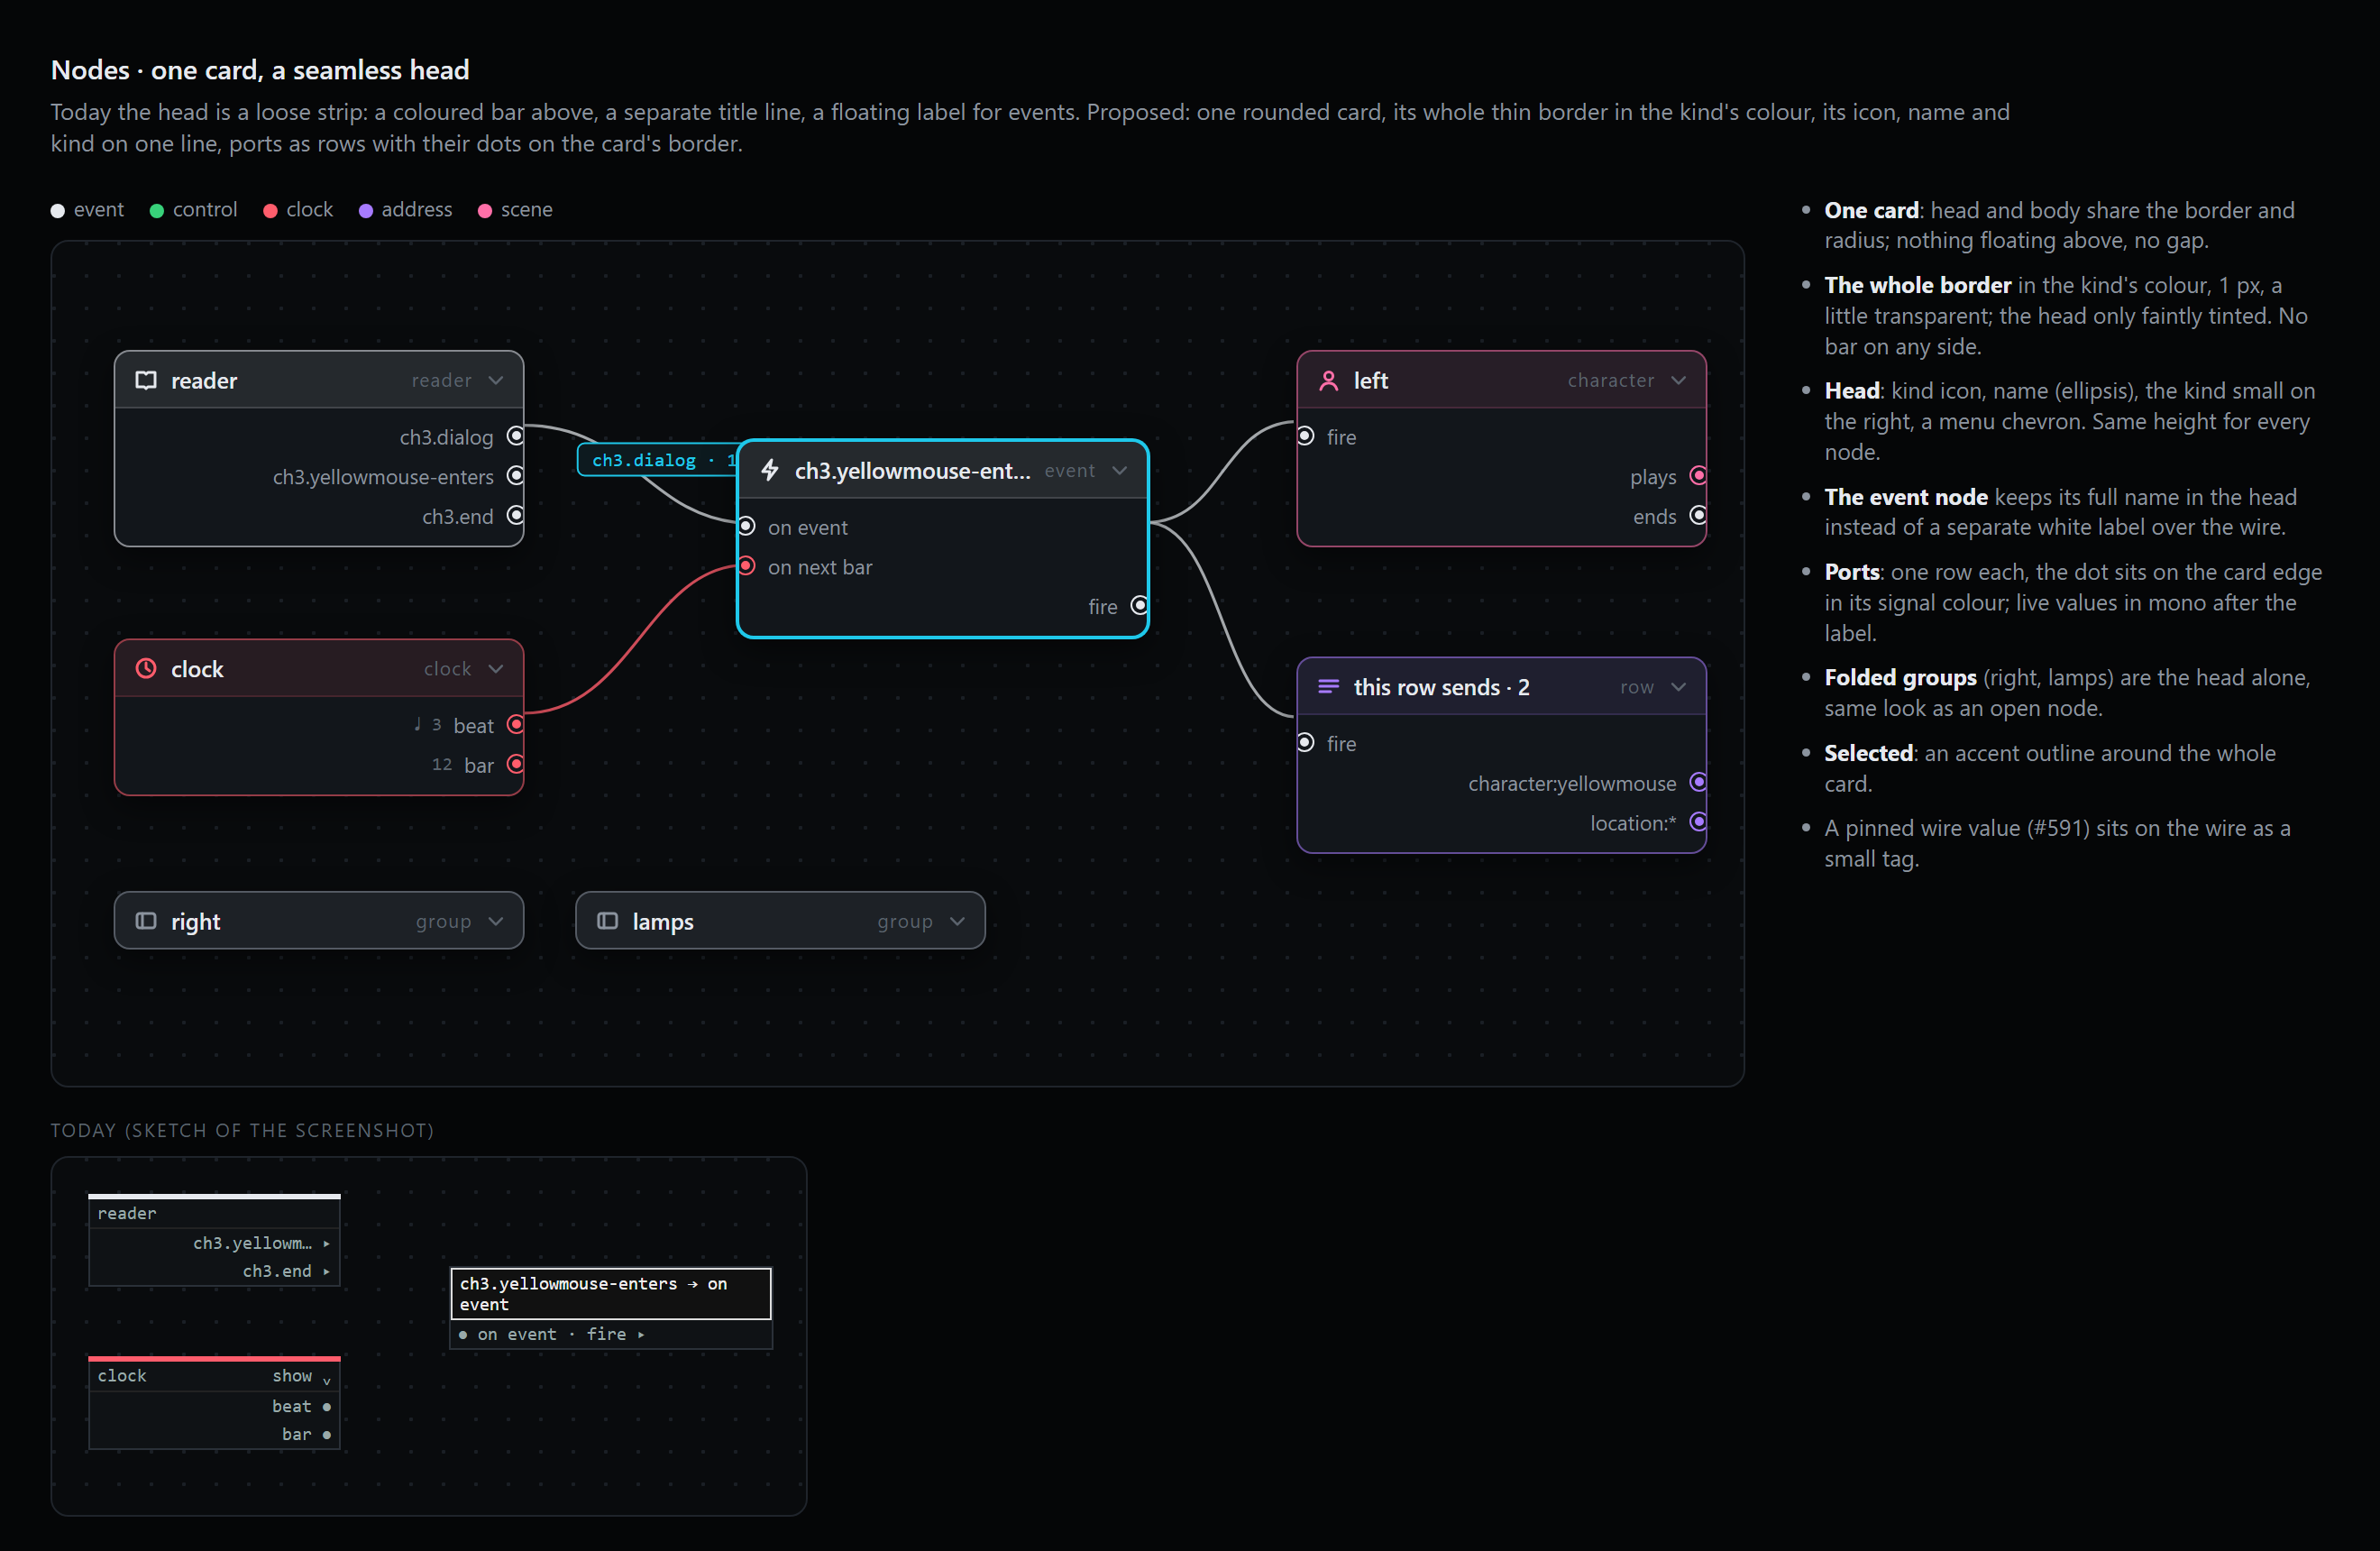 Nodes · one card, a seamless head
Today the head is a loose strip: a coloured bar above, a separate title line, a floating label for events. Proposed: one rounded card, its whole thin border in the kind's colour, its icon, name and
kind on one line, ports as rows with their dots on the card's border.
event control clock address scene
reader reader
ch3.dialog
ch3.yellowmouse-enters
ch3.end
ch3.dialog · 1
ch3.yellowmouse-ent... event
on event
on next bar
fire
left character
fire
plays
ends
clock clock
♩ 3 beat
12 bar
this row sends · 2 row
fire
character:yellowmouse
location:*
right group
lamps group
One card: head and body share the border and
radius; nothing floating above, no gap.
The whole border in the kind's colour, 1 px, a
little transparent; the head only faintly tinted. No
bar on any side.
Head: kind icon, name (ellipsis), the kind small on
the right, a menu chevron. Same height for every
node.
The event node keeps its full name in the head
instead of a separate white label over the wire.
Ports: one row each, the dot sits on the card edge
in its signal colour; live values in mono after the
label.
Folded groups (right, lamps) are the head alone,
same look as an open node.
Selected: an accent outline around the whole
card.
A pinned wire value (#591) sits on the wire as a
small tag.
TODAY (SKETCH OF THE SCREENSHOT)
reader
ch3.yellowm… ▸
ch3.end ▸
ch3.yellowmouse-enters → on
event
● on event · fire ▸
clock show v
beat ●
bar ●